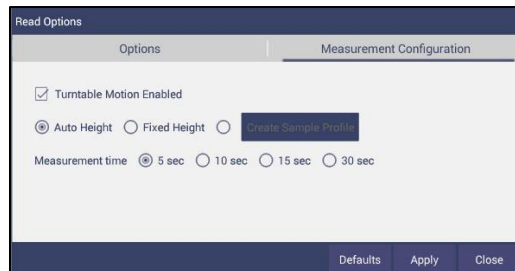 Read Options
Options Measurement Configuration
Turntable Motion Enabled
Auto Height Fixed Height Create Sample Profile
Measurement time 5 sec 10 sec 15 sec 30 sec
Defaults Apply Close